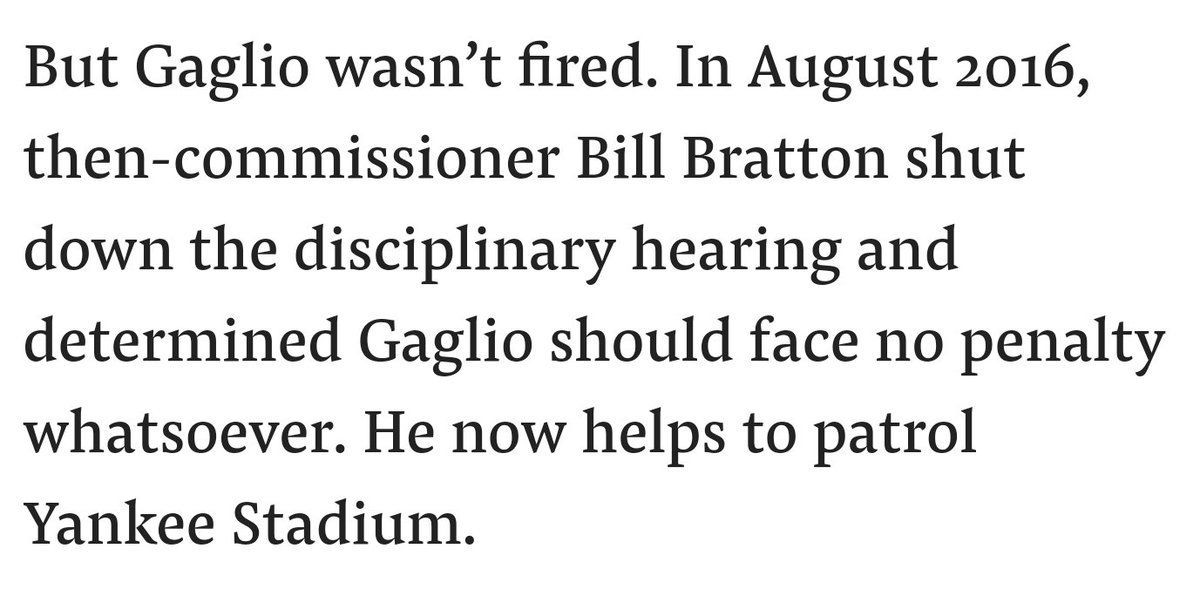 But Gaglio wasn’t fired. In August 2016,
then-commissioner Bill Bratton shut
down the disciplinary hearing and
determined Gaglio should face no penalty
whatsoever. He now helps to patrol
Yankee Stadium.